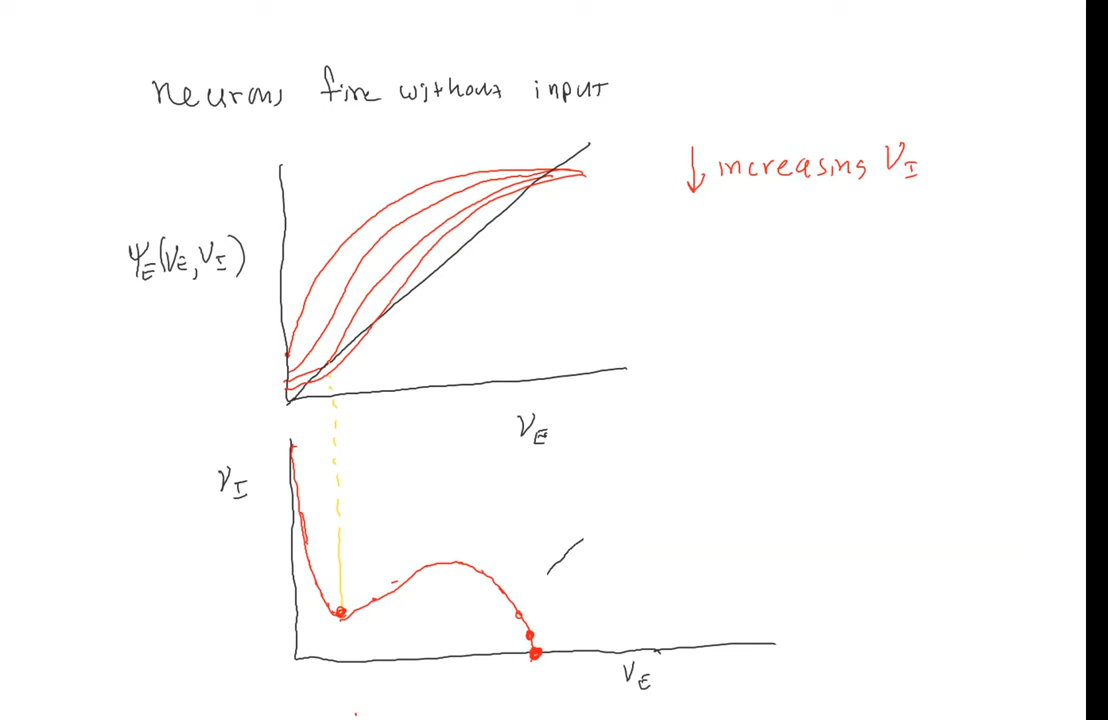 neurons fire without input
↓ increasing ν_I
ψ_E(ν_E, ν_I)
ν_E
ν_I
ν_E